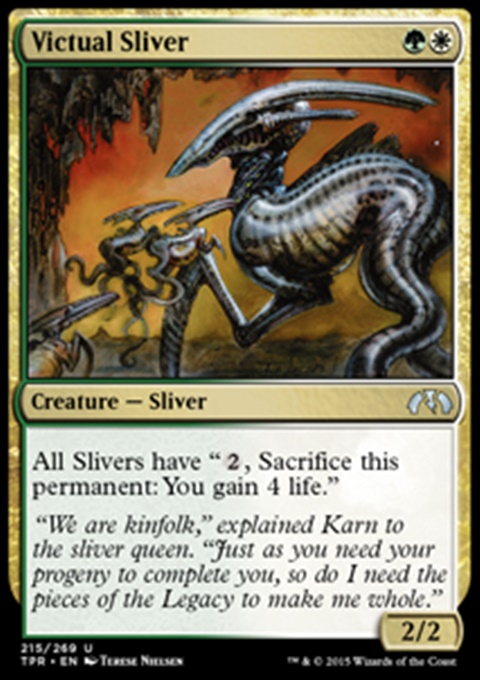 Victual Sliver
Creature — Sliver
All Slivers have “2, Sacrifice this
permanent: You gain 4 life.”
“We are kinfolk,” explained Karn to
the sliver queen. “Just as you need your
progeny to complete you, so do I need the
pieces of the Legacy to make me whole.”
2/2
215/269 U
TPR • EN Terese Nielsen
™ & © 2015 Wizards of the Coast